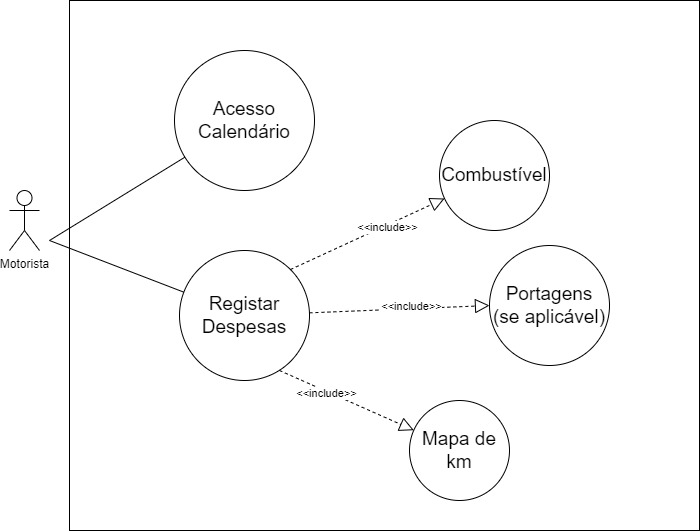 Acesso
Calendário
Combustível
<<include>>
Motorista
Registar
Despesas
<<include>>
Portagens
(se aplicável)
<<include>>
Mapa de
km